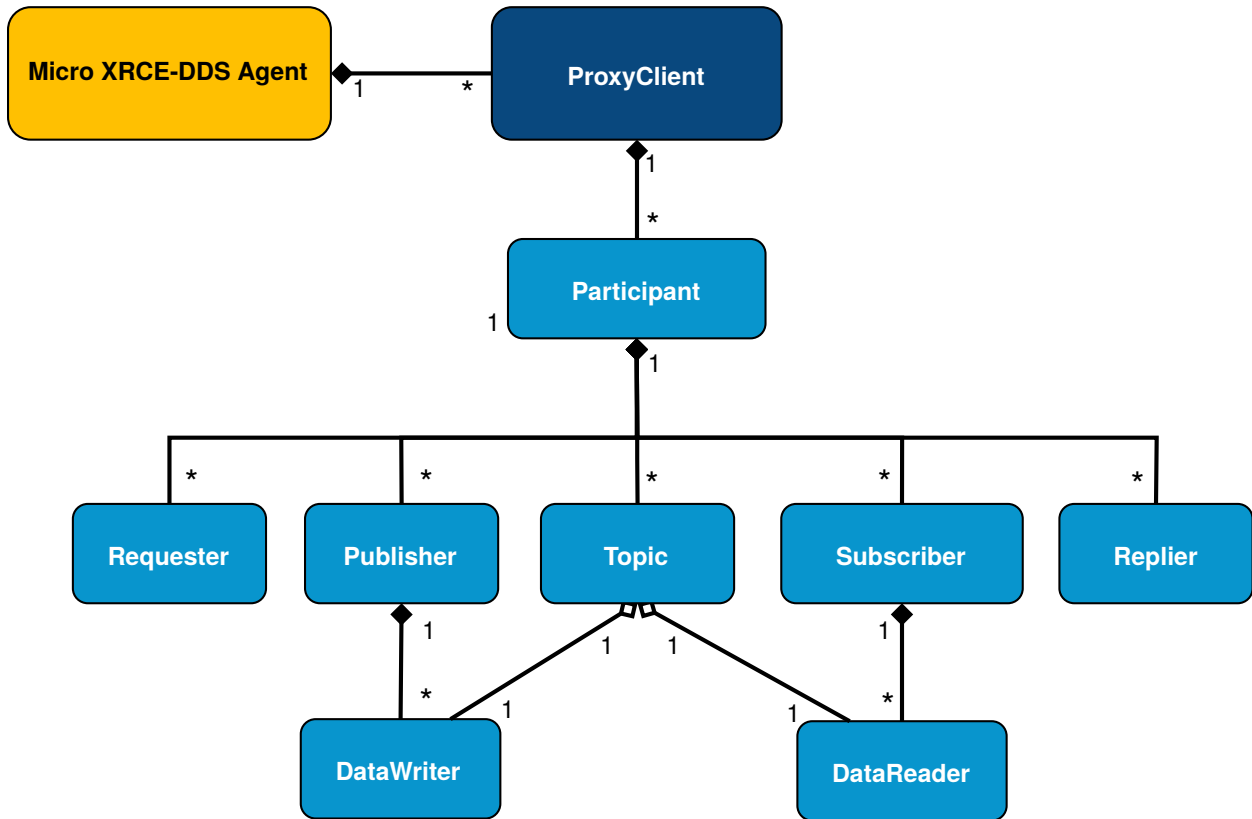 Micro XRCE-DDS Agent
ProxyClient
1
*
1
*
Participant
1
1
*
*
*
*
*
Requester
Publisher
Topic
Subscriber
Replier
1
1
1
1
*
1
1
*
DataWriter
DataReader